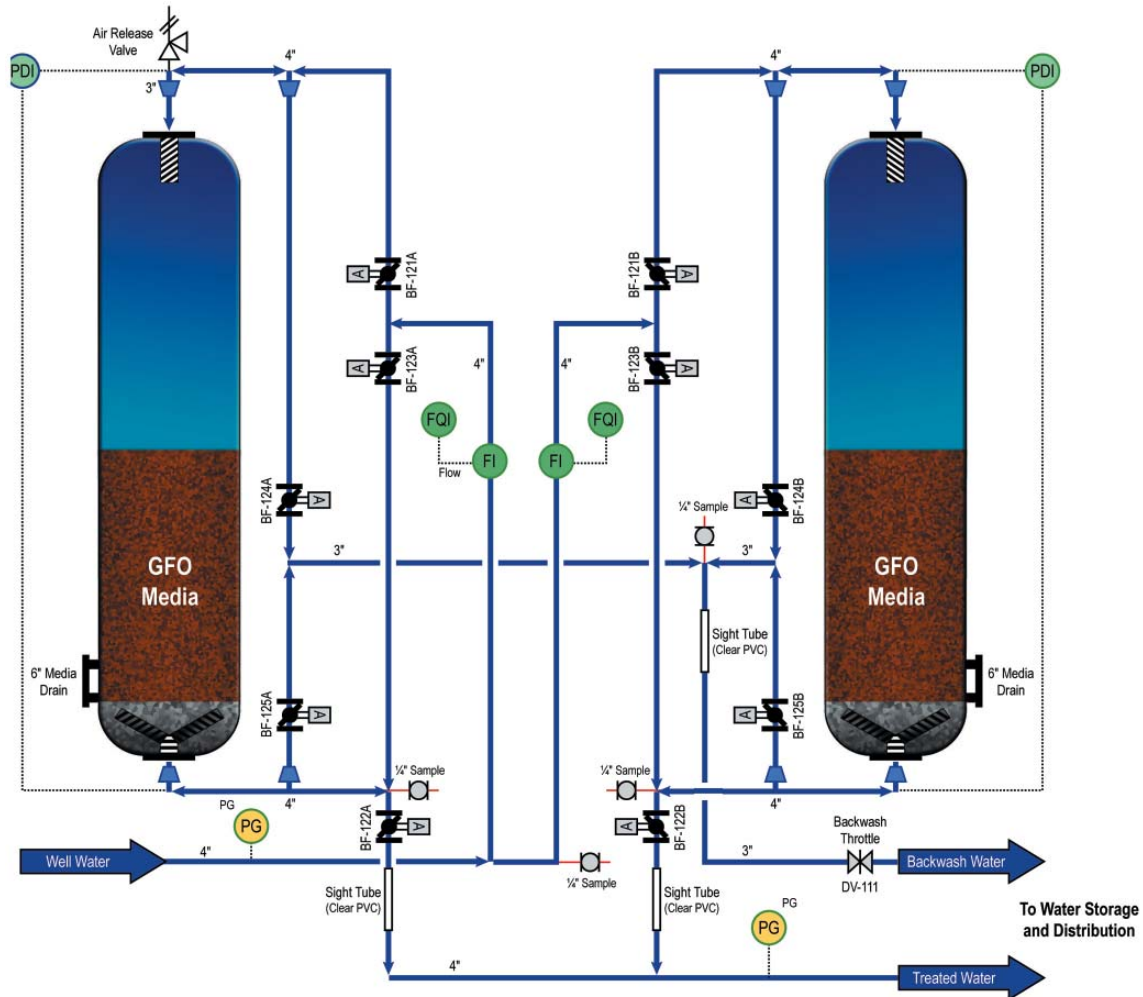 Air Release
Valve
4"
4"
PDI
PDI
3"
BF-121A
A
BF-121B
A
BF-123A
A
BF-123B
A
4"
4"
FQI
FQI
FI
FI
Flow
BF-124A
A
BF-124B
A
¼" Sample
3"
3"
GFO
Media
GFO
Media
Sight Tube
(Clear PVC)
6" Media
Drain
6" Media
Drain
BF-125A
A
BF-125B
A
¼" Sample
¼" Sample
4"
4"
BF-122A
A
BF-122B
A
PG
PG
Backwash
Throttle
Well Water
4"
3"
Backwash Water
¼" Sample
DV-111
Sight Tube
(Clear PVC)
Sight Tube
(Clear PVC)
To Water Storage
and Distribution
PG
PG
4"
Treated Water